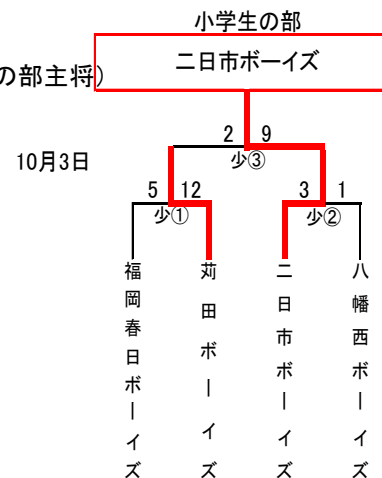 小学生の部
の部主将)
二日市ボーイズ
2 9
少③
10月3日
5 12
少①
3 1
少②
福岡春日ボーイズ
苅田ボーイズ
二日市ボーイズ
八幡西ボーイズ